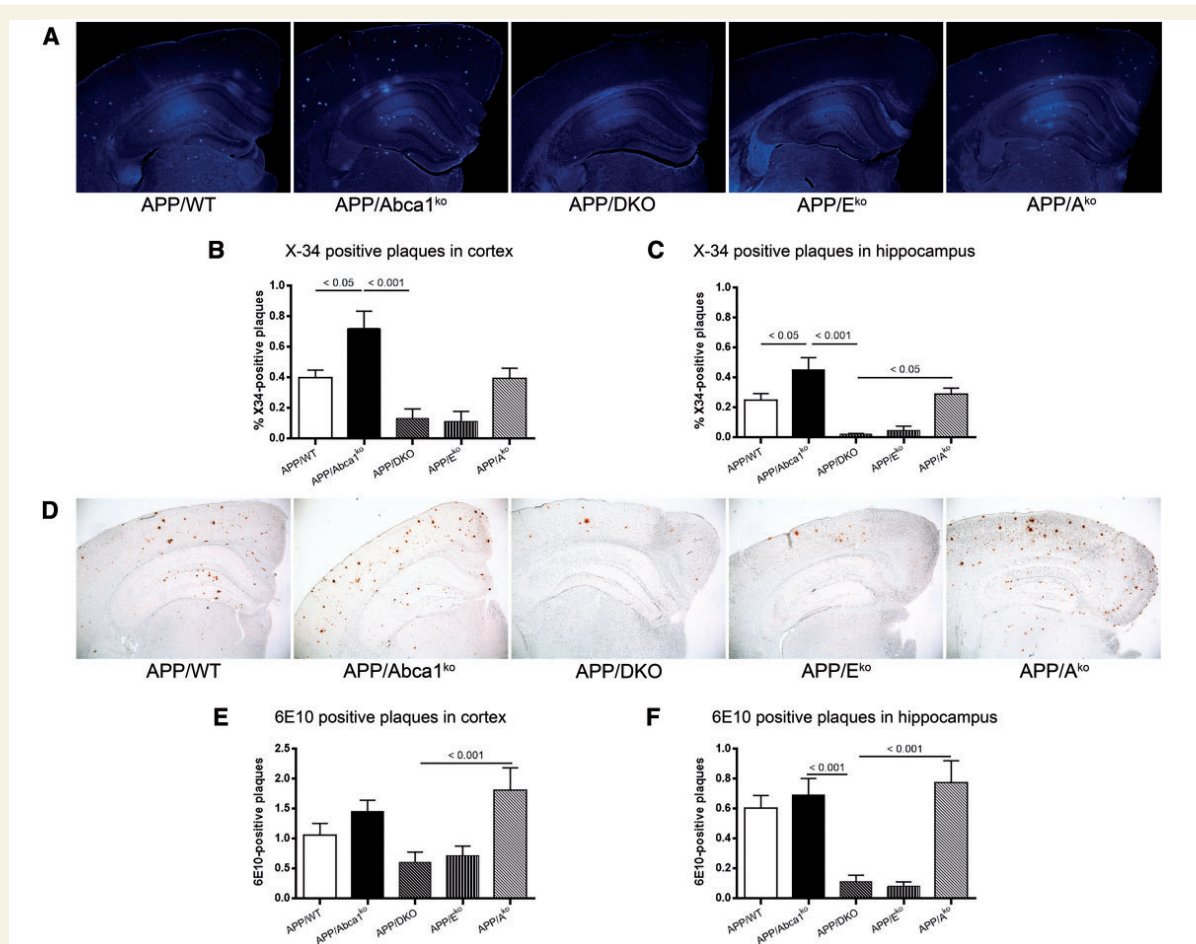 A
APP/WT APP/Abca1ko APP/DKO APP/Eko APP/Ako
B X-34 positive plaques in cortex
% X34-positive plaques
1.0
0.8
0.6
0.4
0.2
0.0
< 0.05 < 0.001
APP/WT APP/Abca1ko APP/DKO APP/Eko APP/Ako
C X-34 positive plaques in hippocampus
% X34-positive plaques
1.0
0.8
0.6
0.4
0.2
0.0
< 0.05 < 0.001
< 0.05
APP/WT APP/Abca1ko APP/DKO APP/Eko APP/Ako
D
APP/WT APP/Abca1ko APP/DKO APP/Eko APP/Ako
E 6E10 positive plaques in cortex
6E10-positive plaques
2.5
2.0
1.5
1.0
0.5
0.0
< 0.001
APP/WT APP/Abca1ko APP/DKO APP/Eko APP/Ako
F 6E10 positive plaques in hippocampus
6E10-positive plaques
1.0
0.8
0.6
0.4
0.2
0.0
< 0.001
< 0.001
APP/WT APP/Abca1ko APP/DKO APP/Eko APP/Ako